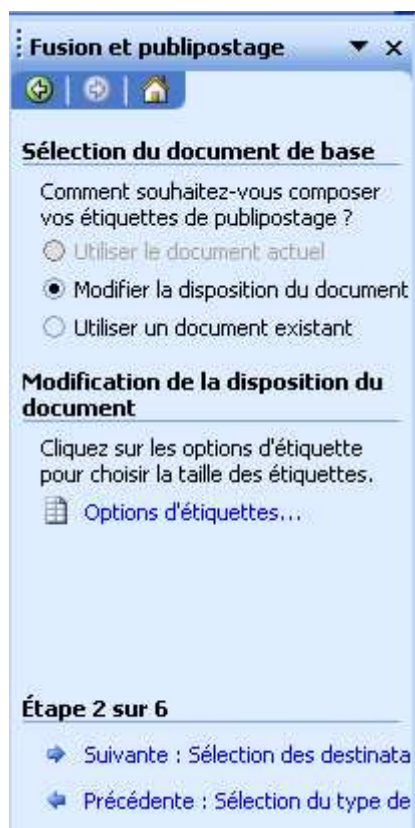 Fusion et publipostage
Sélection du document de base
Comment souhaitez-vous composer
vos étiquettes de publipostage ?
Utiliser le document actuel
Modifier la disposition du document
Utiliser un document existant
Modification de la disposition du
document
Cliquez sur les options d'étiquette
pour choisir la taille des étiquettes.
Options d'étiquettes...
Étape 2 sur 6
Suivante : Sélection des destinata
Précédente : Sélection du type de